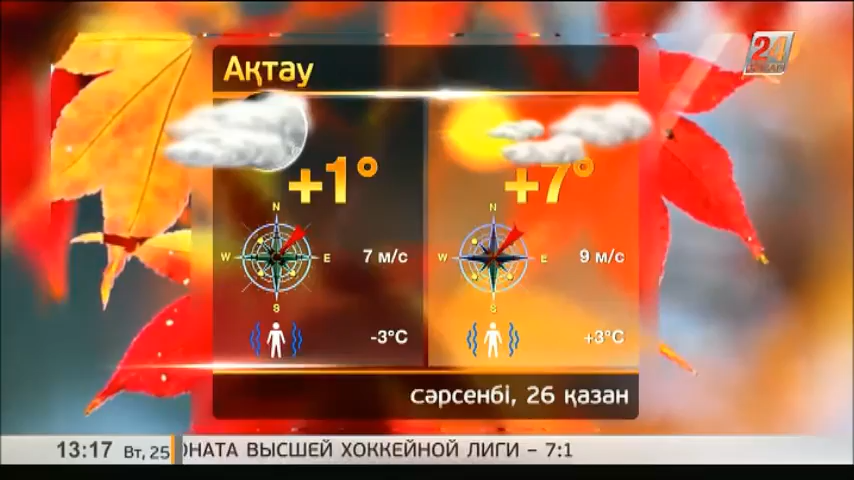 Ақтау
24
+1°
+7°
N
W
E
S
7 м/с
N
W
E
S
9 м/с
-3°C
+3°C
сәрсенбі, 26 қазан
13:17 Вт, 25
ОНАТА ВЫСШЕЙ ХОККЕЙНОЙ ЛИГИ – 7:1